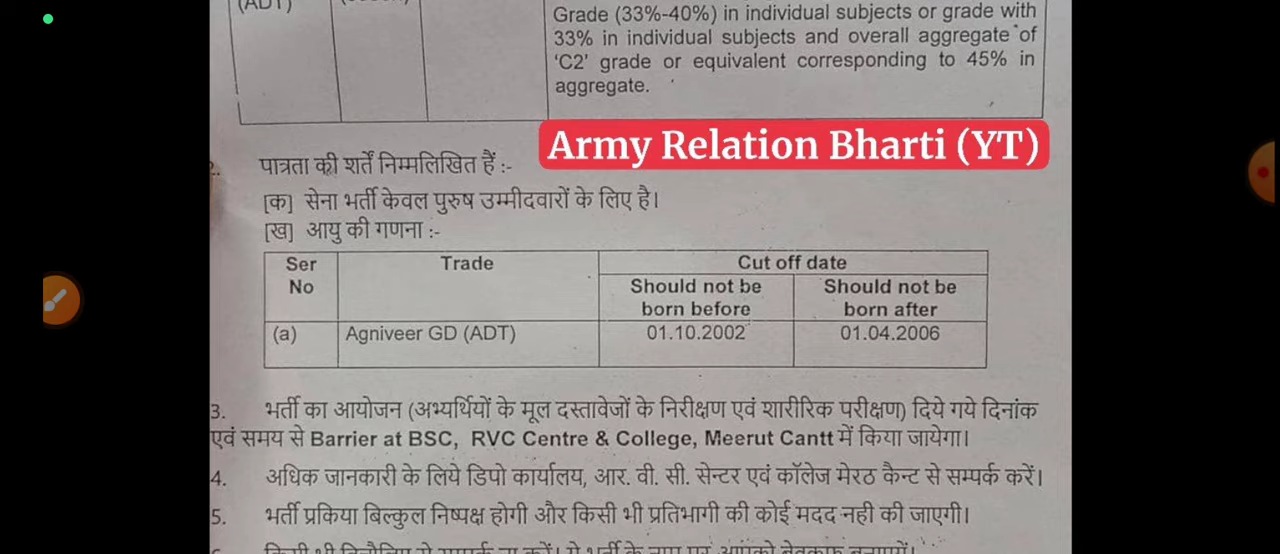 (ADT)
Grade (33%-40%) in individual subjects or grade with
33% in individual subjects and overall aggregate of
‘C2’ grade or equivalent corresponding to 45% in
aggregate.
Army Relation Bharti (YT)
2. पात्रता की शर्तें निम्मलिखित हैं :-
[क] सेना भर्ती केवल पुरुष उम्मीदवारों के लिए है।
[ख] आयु की गणना :-
Ser No Trade Cut off date
Should not be born before Should not be born after
(a) Agniveer GD (ADT) 01.10.2002 01.04.2006
3. भर्ती का आयोजन (अभ्यर्थियों के मूल दस्तावेजों के निरीक्षण एवं शारीरिक परीक्षण) दिये गये दिनांक
एवं समय से Barrier at BSC, RVC Centre & College, Meerut Cantt में किया जायेगा।
4. अधिक जानकारी के लिये डिपो कार्यालय, आर. वी. सी. सेन्टर एवं कॉलेज मेरठ कैन्ट से सम्पर्क करें।
5. भर्ती प्रकिया बिल्कुल निष्पक्ष होगी और किसी भी प्रतिभागी की कोई मदद नही की जाएगी।